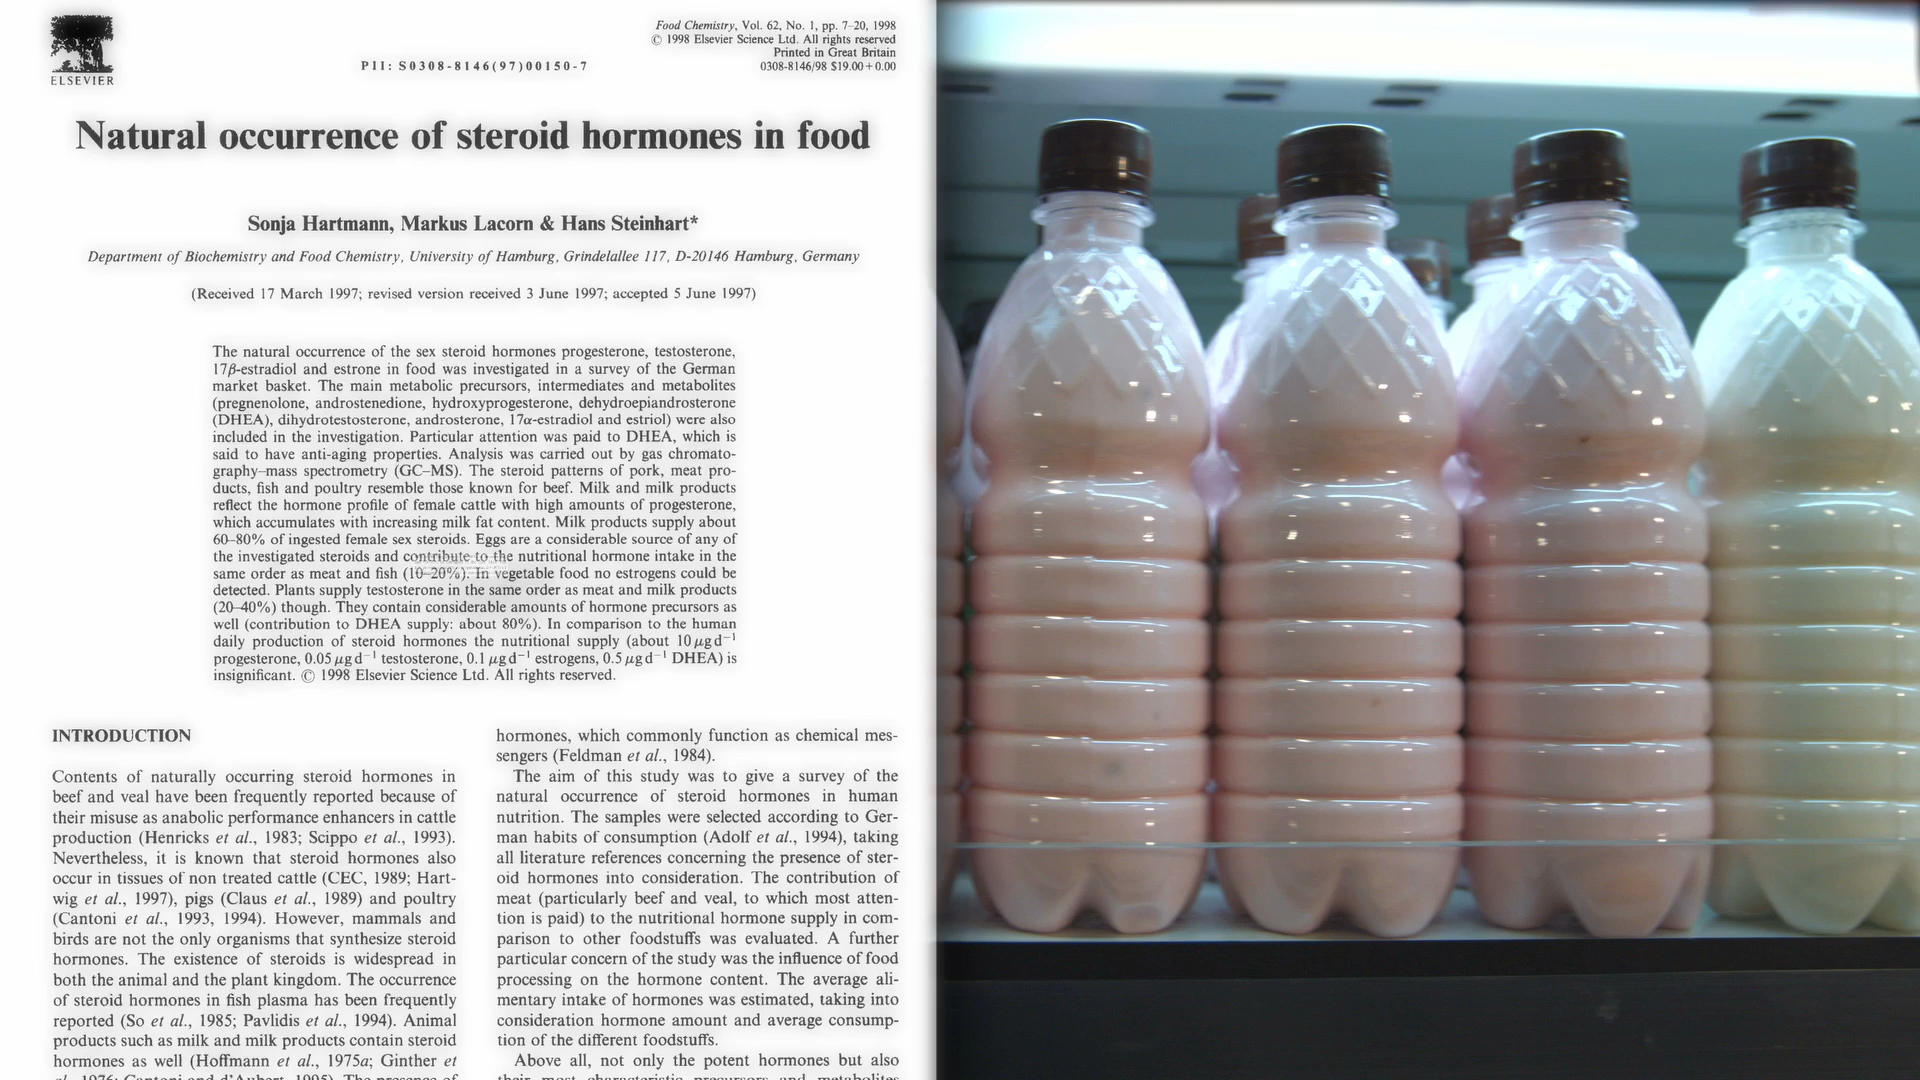 ELSEVIER
Food Chemistry, Vol. 62, No. 1, pp. 7–20, 1998
© 1998 Elsevier Science Ltd. All rights reserved
Printed in Great Britain
PII: S0308-8146(97)00150-7
0308-8146/98 $19.00+0.00
Natural occurrence of steroid hormones in food
Sonja Hartmann, Markus Lacorn & Hans Steinhart*
Department of Biochemistry and Food Chemistry, University of Hamburg, Grindelallee 117, D-20146 Hamburg, Germany
(Received 17 March 1997; revised version received 3 June 1997; accepted 5 June 1997)
The natural occurrence of the sex steroid hormones progesterone, testosterone,
17β-estradiol and estrone in food was investigated in a survey of the German
market basket. The main metabolic precursors, intermediates and metabolites
(pregnenolone, androstenedione, hydroxyprogesterone, dehydroepiandrosterone
(DHEA), dihydrotestosterone, androsterone, 17α-estradiol and estriol) were also
included in the investigation. Particular attention was paid to DHEA, which is
said to have anti-aging properties. Analysis was carried out by gas chromato-
graphy–mass spectrometry (GC–MS). The steroid patterns of pork, meat pro-
ducts, fish and poultry resemble those known for beef. Milk and milk products
reflect the hormone profile of female cattle with high amounts of progesterone,
which accumulates with increasing milk fat content. Milk products supply about
60–80% of ingested female sex steroids. Eggs are a considerable source of any of
the investigated steroids and contribute to the nutritional hormone intake in the
same order as meat and fish (10–20%). In vegetable food no estrogens could be
detected. Plants supply testosterone in the same order as meat and milk products
(20–40%) though. They contain considerable amounts of hormone precursors as
well (contribution to DHEA supply: about 80%). In comparison to the human
daily production of steroid hormones the nutritional supply (about 10 μg d⁻¹
progesterone, 0.05 μg d⁻¹ testosterone, 0.1 μg d⁻¹ estrogens, 0.5 μg d⁻¹ DHEA) is
insignificant. © 1998 Elsevier Science Ltd. All rights reserved.
INTRODUCTION
Contents of naturally occurring steroid hormones in
beef and veal have been frequently reported because of
their misuse as anabolic performance enhancers in cattle
production (Henricks et al., 1983; Scippo et al., 1993).
Nevertheless, it is known that steroid hormones also
occur in tissues of non treated cattle (CEC, 1989; Hart-
wig et al., 1997), pigs (Claus et al., 1989) and poultry
(Cantoni et al., 1993, 1994). However, mammals and
birds are not the only organisms that synthesize steroid
hormones. The existence of steroids is widespread in
both the animal and the plant kingdom. The occurrence
of steroid hormones in fish plasma has been frequently
reported (So et al., 1985; Pavlidis et al., 1994). Animal
products such as milk and milk products contain steroid
hormones as well (Hoffmann et al., 1975a; Ginther et
al., 1976; Cantoni and d'Aubert, 1995). The presence of
hormones, which commonly function as chemical mes-
sengers (Feldman et al., 1984).
The aim of this study was to give a survey of the
natural occurrence of steroid hormones in human
nutrition. The samples were selected according to Ger-
man habits of consumption (Adolf et al., 1994), taking
all literature references concerning the presence of ster-
oid hormones into consideration. The contribution of
meat (particularly beef and veal, to which most atten-
tion is paid) to the nutritional hormone supply in com-
parison to other foodstuffs was evaluated. A further
particular concern of the study was the influence of food
processing on the hormone content. The average ali-
mentary intake of hormones was estimated, taking into
consideration hormone amount and average consump-
tion of the different foodstuffs.
Above all, not only the potent hormones but also
their most characteristic precursors and metabolites